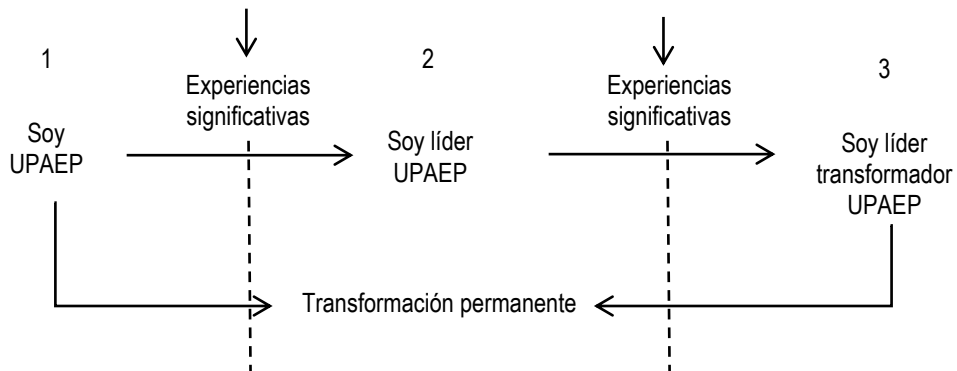 1
Experiencias
significativas
2
Experiencias
significativas
3
Soy
UPAEP
Soy líder
UPAEP
Soy líder
transformador
UPAEP
Transformación permanente